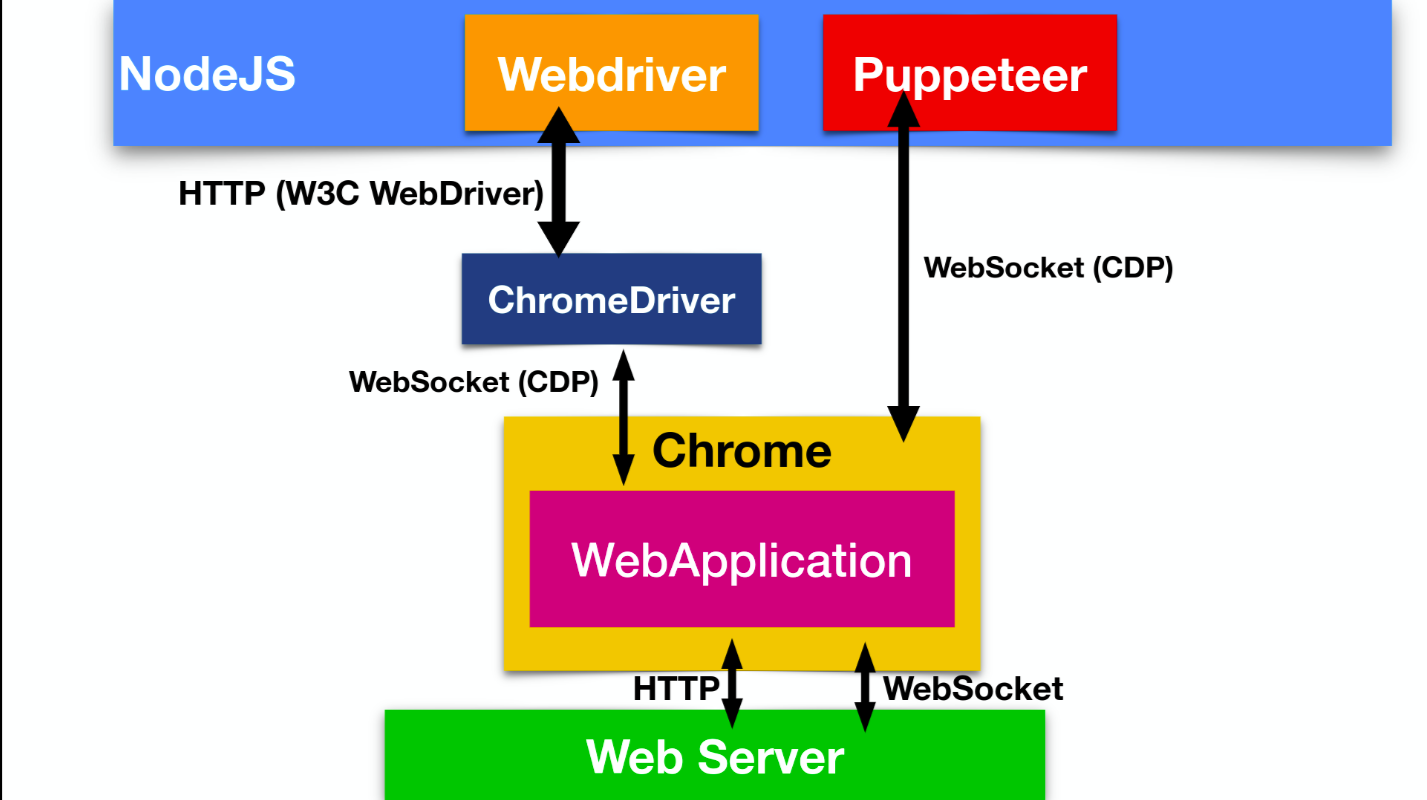 NodeJS
Webdriver
Puppeteer
HTTP (W3C WebDriver)
WebSocket (CDP)
ChromeDriver
WebSocket (CDP)
Chrome
WebApplication
HTTP
WebSocket
Web Server